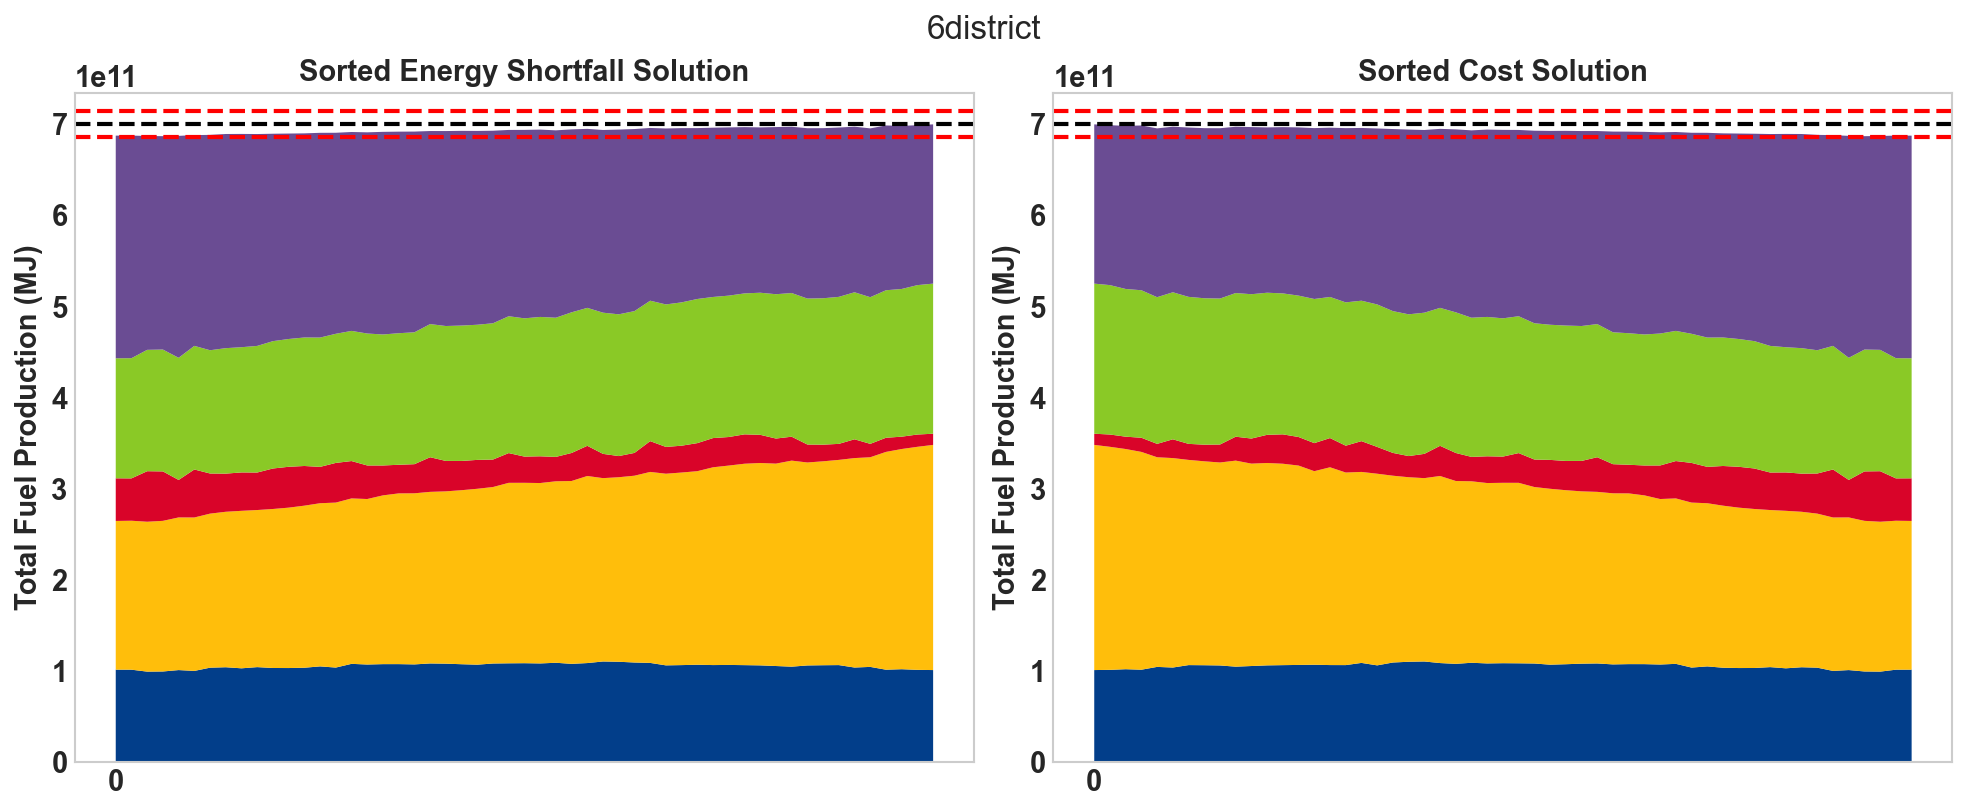 6district
Sorted Energy Shortfall Solution
1e11
Total Fuel Production (MJ)
7
6
5
4
3
2
1
0
0
Sorted Cost Solution
1e11
Total Fuel Production (MJ)
7
6
5
4
3
2
1
0
0